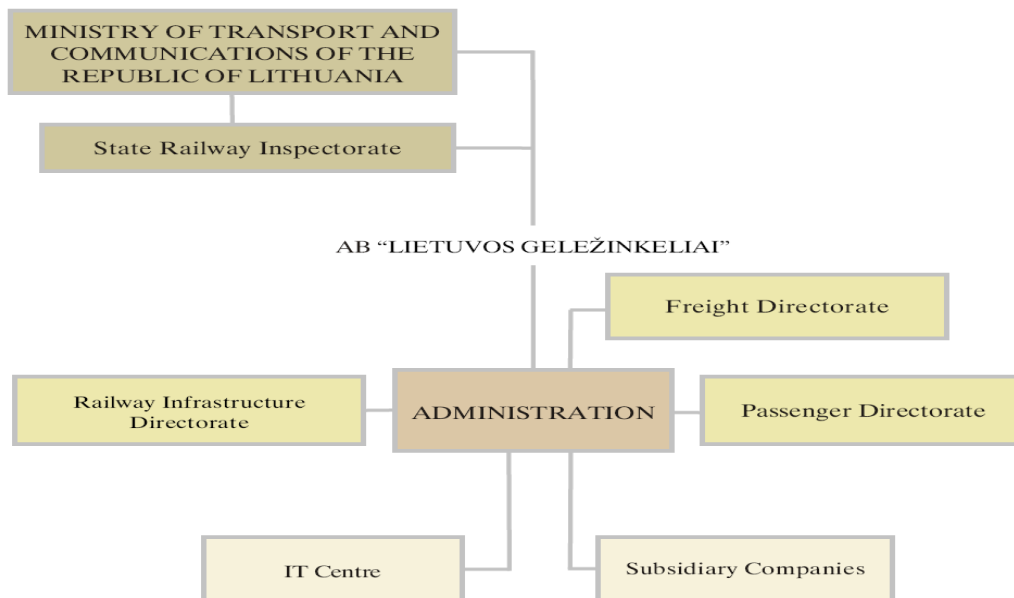 MINISTRY OF TRANSPORT AND
COMMUNICATIONS OF THE
REPUBLIC OF LITHUANIA
State Railway Inspectorate
AB “LIETUVOS GELEŽINKELIAI”
Freight Directorate
Railway Infrastructure
Directorate
ADMINISTRATION
Passenger Directorate
IT Centre
Subsidiary Companies